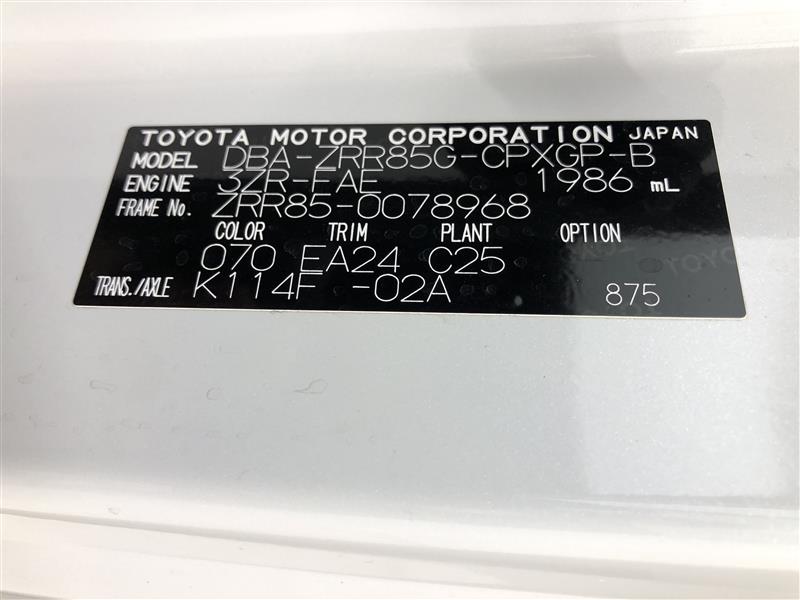 TOYOTA MOTOR CORPORATION JAPAN
MODEL DBA-ZRR85G-CPXGP-B
ENGINE 3ZR-FAE 1986 mL
FRAME No. ZRR85-0078968
COLOR TRIM PLANT OPTION
070 EA24 C25
TRANS./AXLE K114F -02A 875